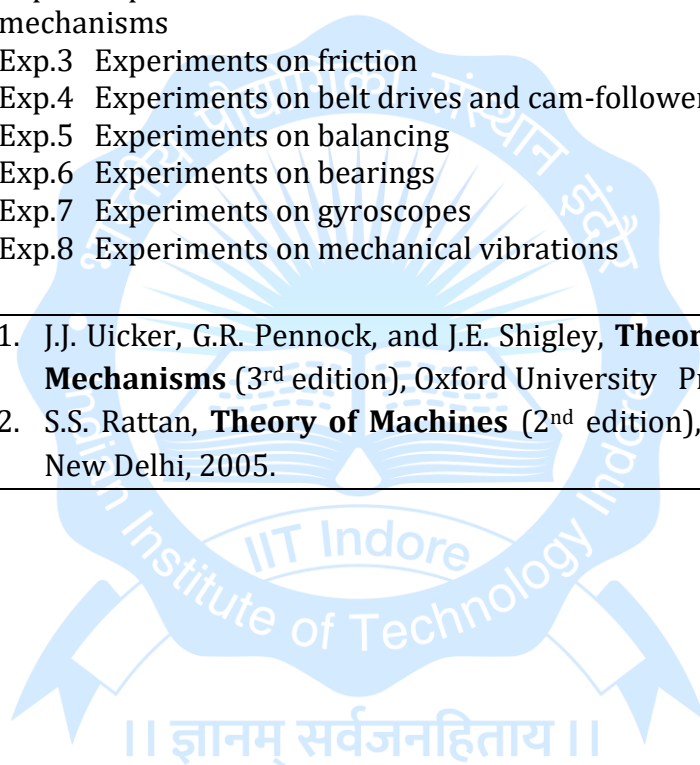 mechanisms
Exp.3 Experiments on friction
Exp.4 Experiments on belt drives and cam-follower
Exp.5 Experiments on balancing
Exp.6 Experiments on bearings
Exp.7 Experiments on gyroscopes
Exp.8 Experiments on mechanical vibrations
1. J.J. Uicker, G.R. Pennock, and J.E. Shigley, Theor
Mechanisms (3rd edition), Oxford University Pr
2. S.S. Rattan, Theory of Machines (2nd edition),
New Delhi, 2005.
भारतीय प्रौद्योगिकी संस्थान इंदौर
IIT Indore
Indian Institute of Technology Indore
।। ज्ञानम् सर्वजनहिताय ।।